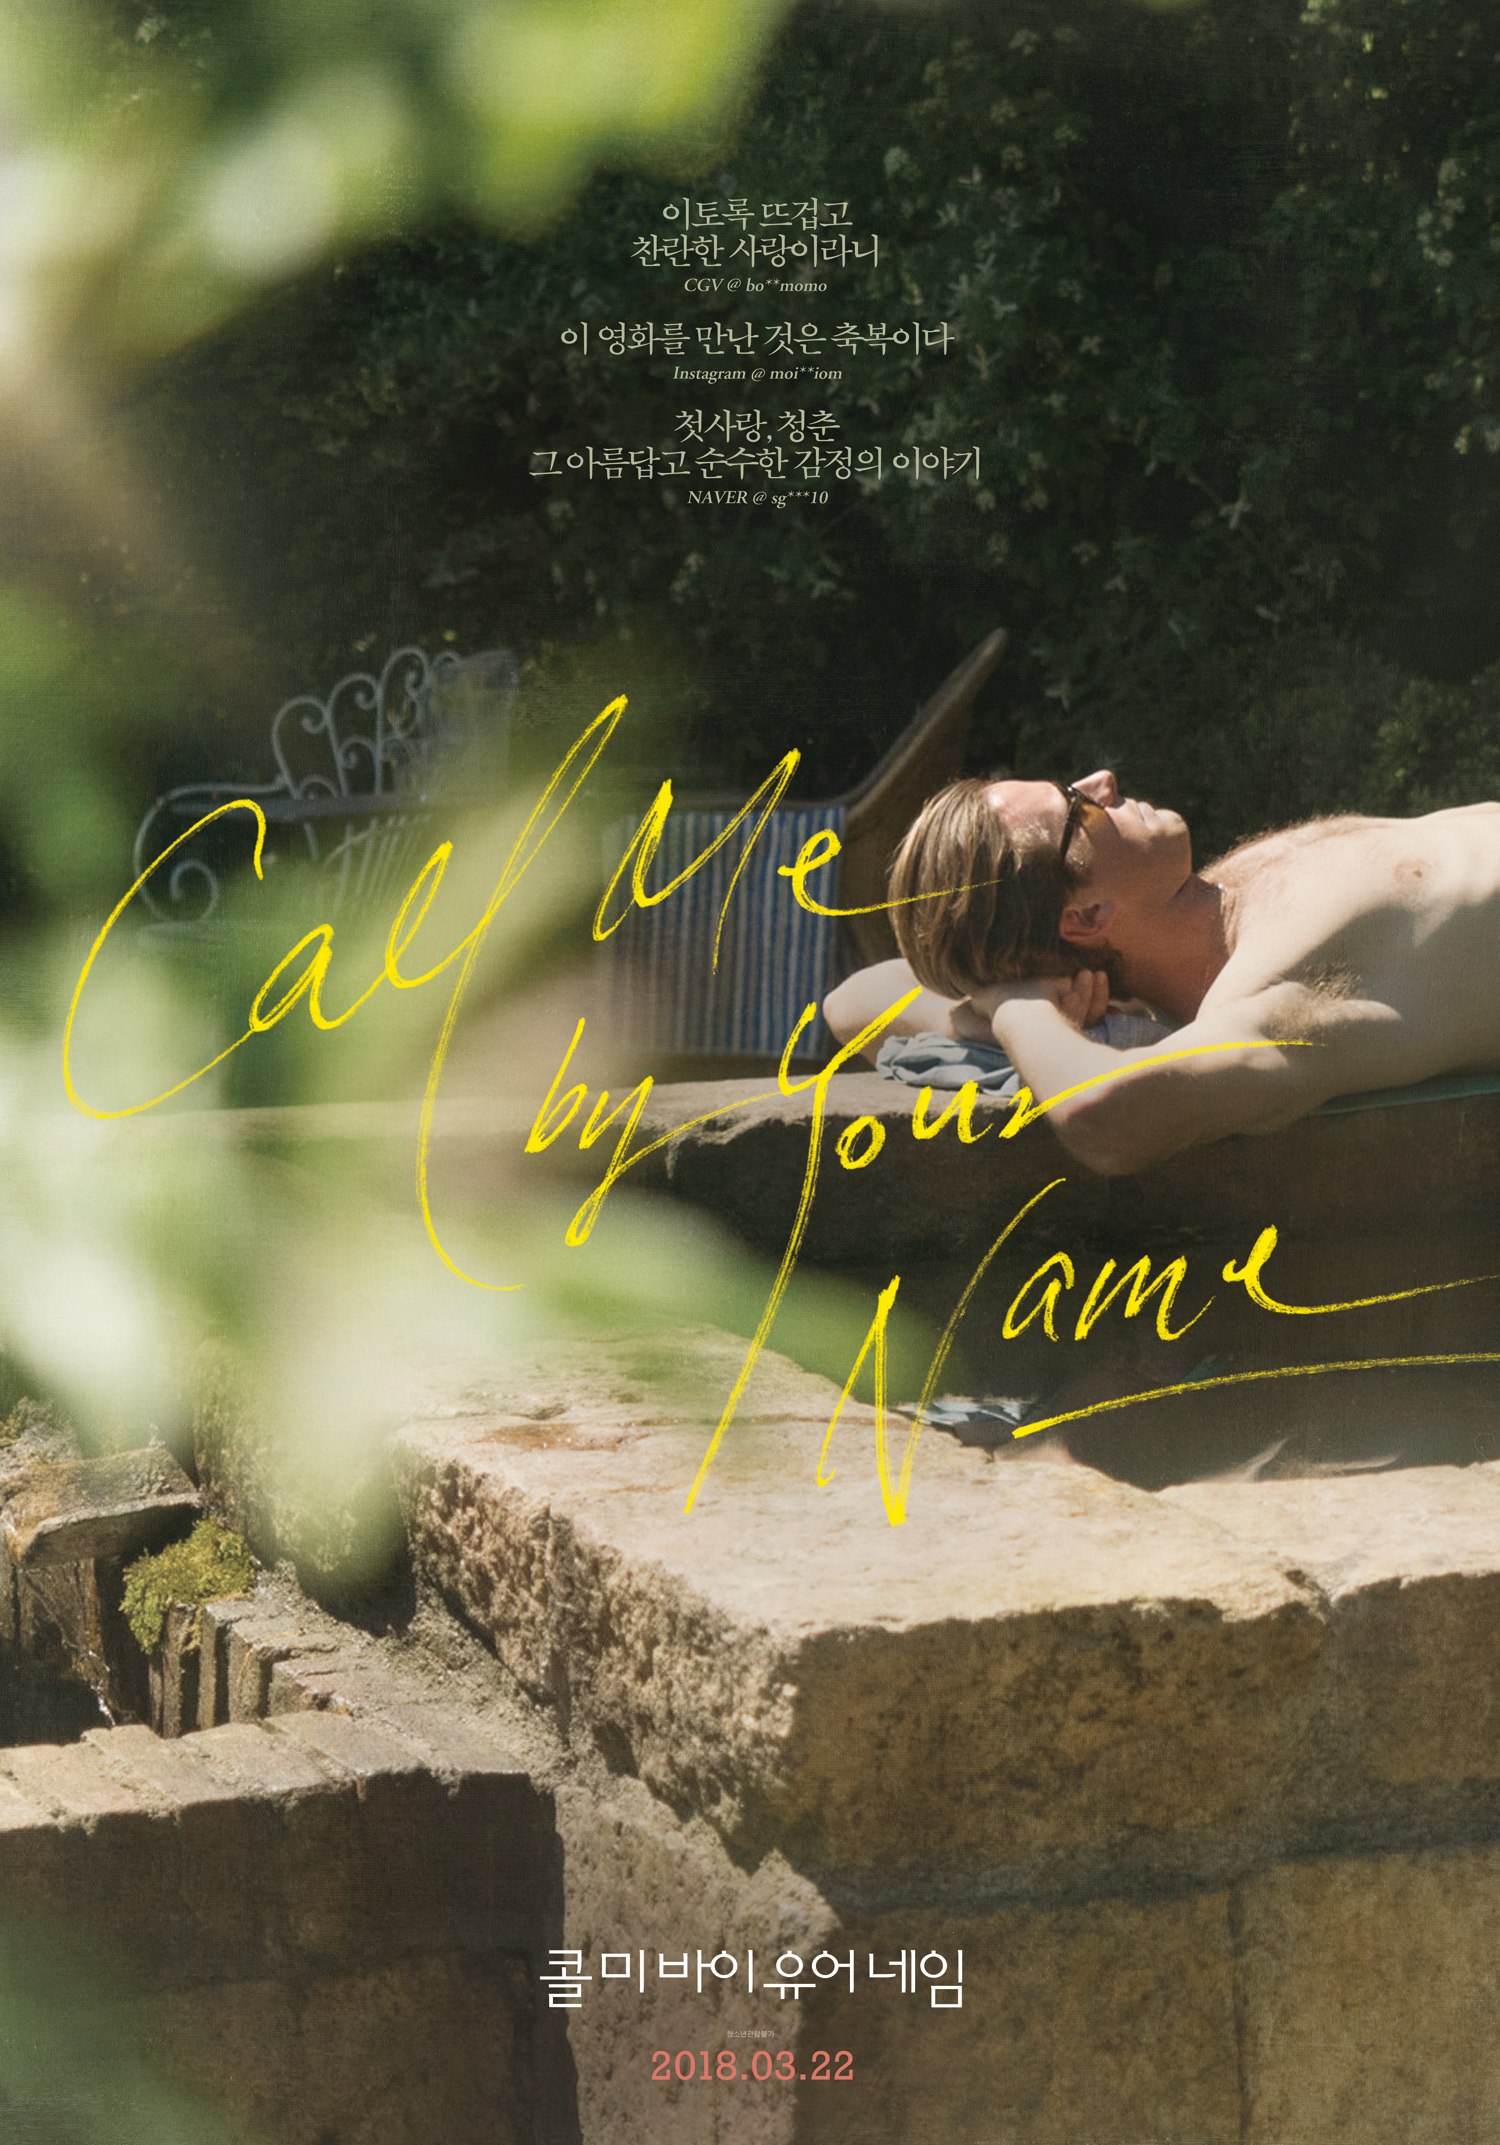 이토록 뜨겁고
찬란한 사랑이라니
CGV @ bo**momo
이 영화를 만난 것은 축복이다
Instagram @ moi**iom
첫사랑, 청춘
그 아름답고 순수한 감정의 이야기
NAVER @ sg***10
Call Me
by Your
Name
콜 미 바이 유어 네임
청소년관람불가
2018.03.22